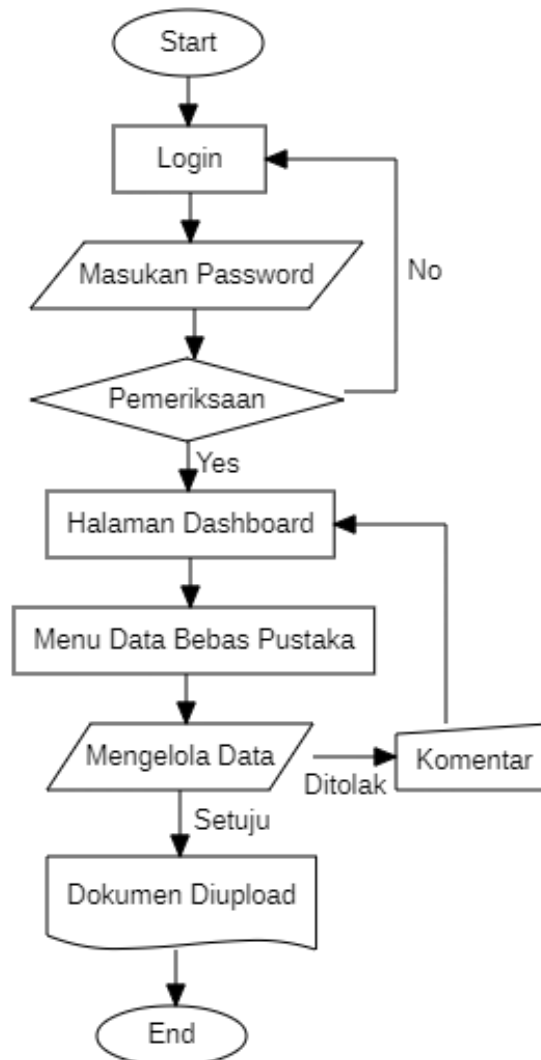 Start
Login
Masukan Password
No
Pemeriksaan
Yes
Halaman Dashboard
Menu Data Bebas Pustaka
Mengelola Data
Ditolak
Komentar
Setuju
Dokumen Diupload
End